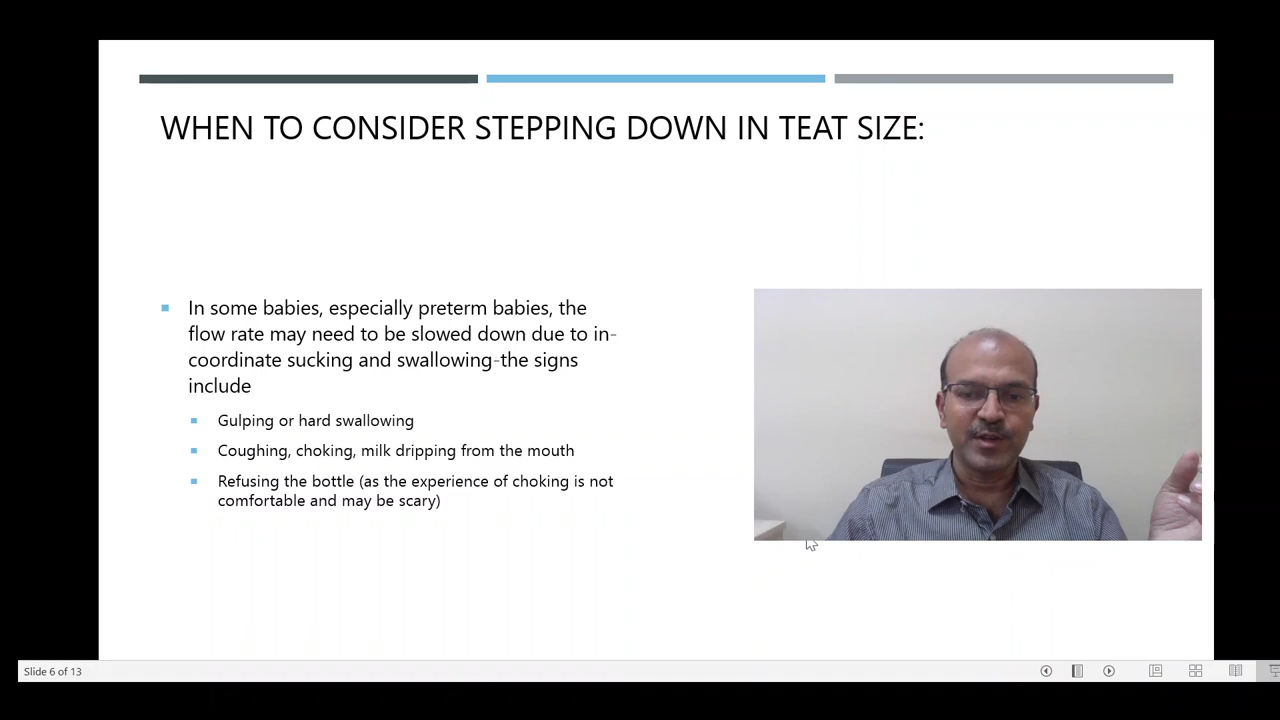 WHEN TO CONSIDER STEPPING DOWN IN TEAT SIZE:
In some babies, especially preterm babies, the
flow rate may need to be slowed down due to in-
coordinate sucking and swallowing-the signs
include
Gulping or hard swallowing
Coughing, choking, milk dripping from the mouth
Refusing the bottle (as the experience of choking is not
comfortable and may be scary)
Slide 6 of 13